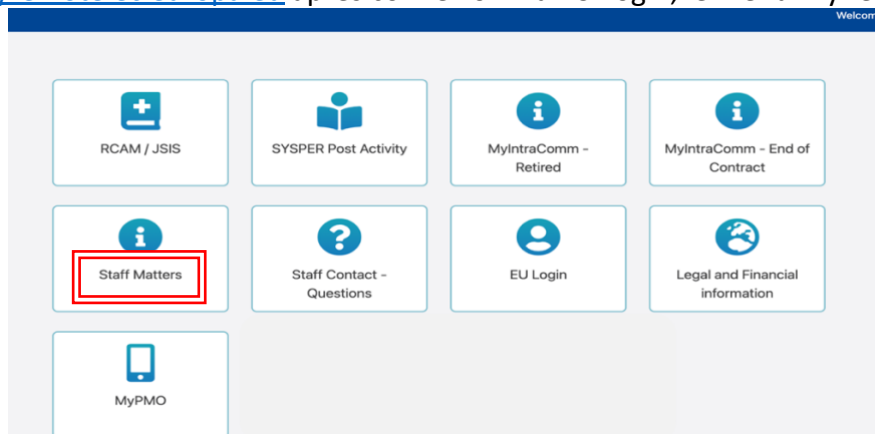 Welcom
RCAM / JSIS
SYSPER Post Activity
MyIntraComm -
Retired
MyIntraComm - End of
Contract
Staff Matters
Staff Contact -
Questions
EU Login
Legal and Financial
information
MyPMO